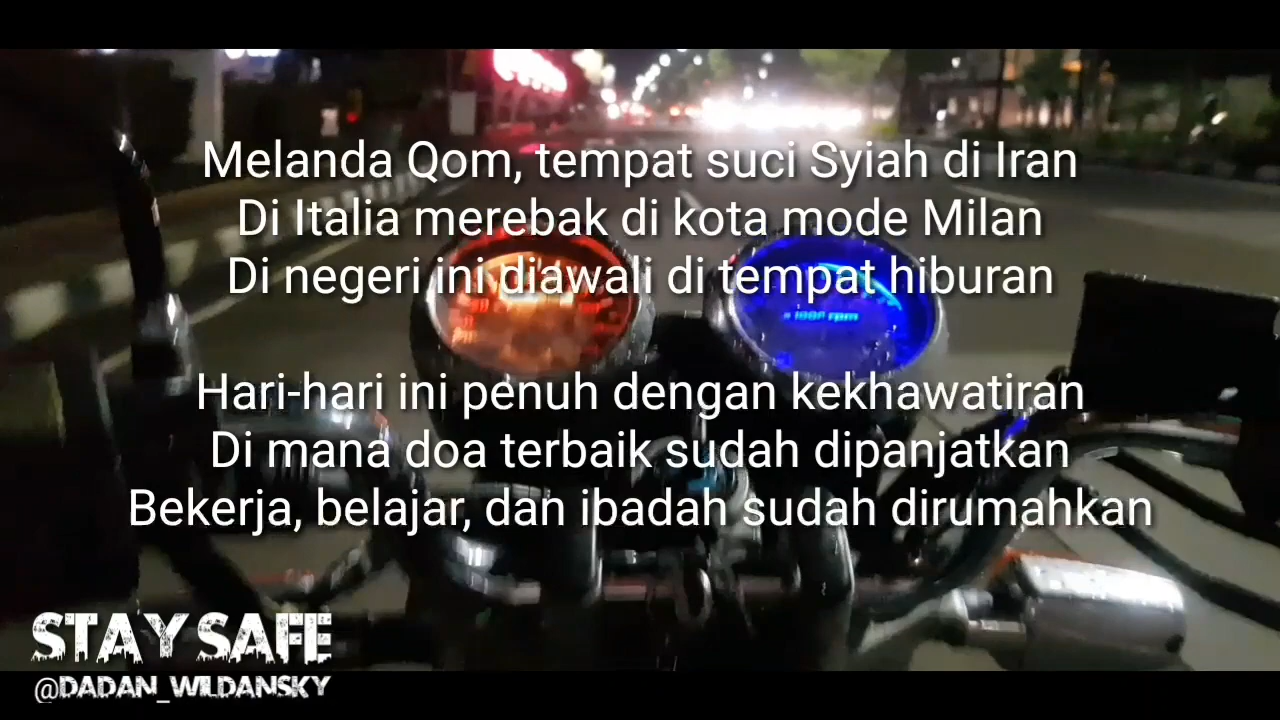 Melanda Qom, tempat suci Syiah di Iran
Di Italia merebak di kota mode Milan
Di negeri ini diawali di tempat hiburan
Hari-hari ini penuh dengan kekhawatiran
Di mana doa terbaik sudah dipanjatkan
Bekerja, belajar, dan ibadah sudah dirumahkan
STAY SAFE
@DADAN_WILDANSKY